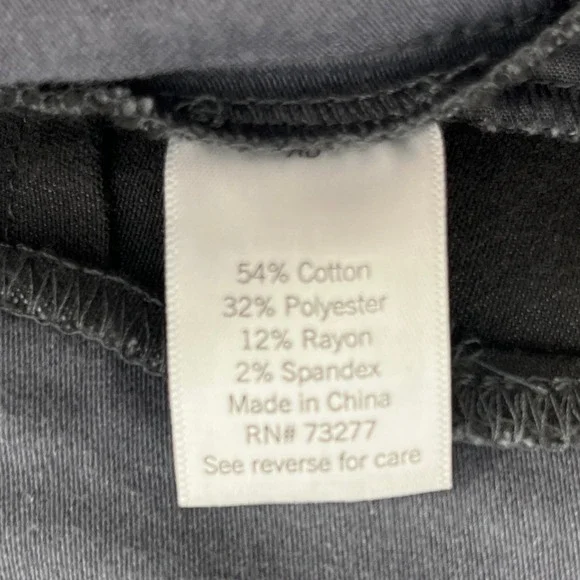 54% Cotton
32% Polyester
12% Rayon
2% Spandex
Made in China
RN# 73277
See reverse for care